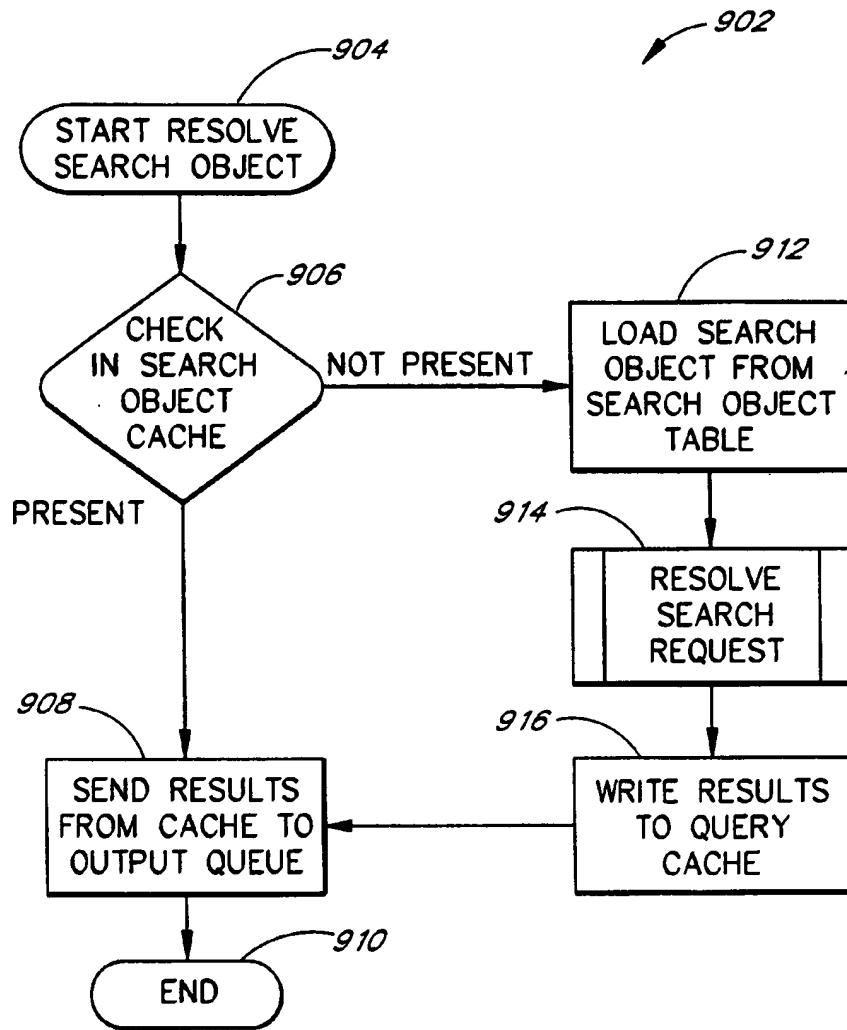 902
904
START RESOLVE
SEARCH OBJECT
906
CHECK
IN SEARCH
OBJECT
CACHE
NOT PRESENT
912
LOAD SEARCH
OBJECT FROM
SEARCH OBJECT
TABLE
PRESENT
914
RESOLVE
SEARCH
REQUEST
908
SEND RESULTS
FROM CACHE TO
OUTPUT QUEUE
916
WRITE RESULTS
TO QUERY
CACHE
910
END